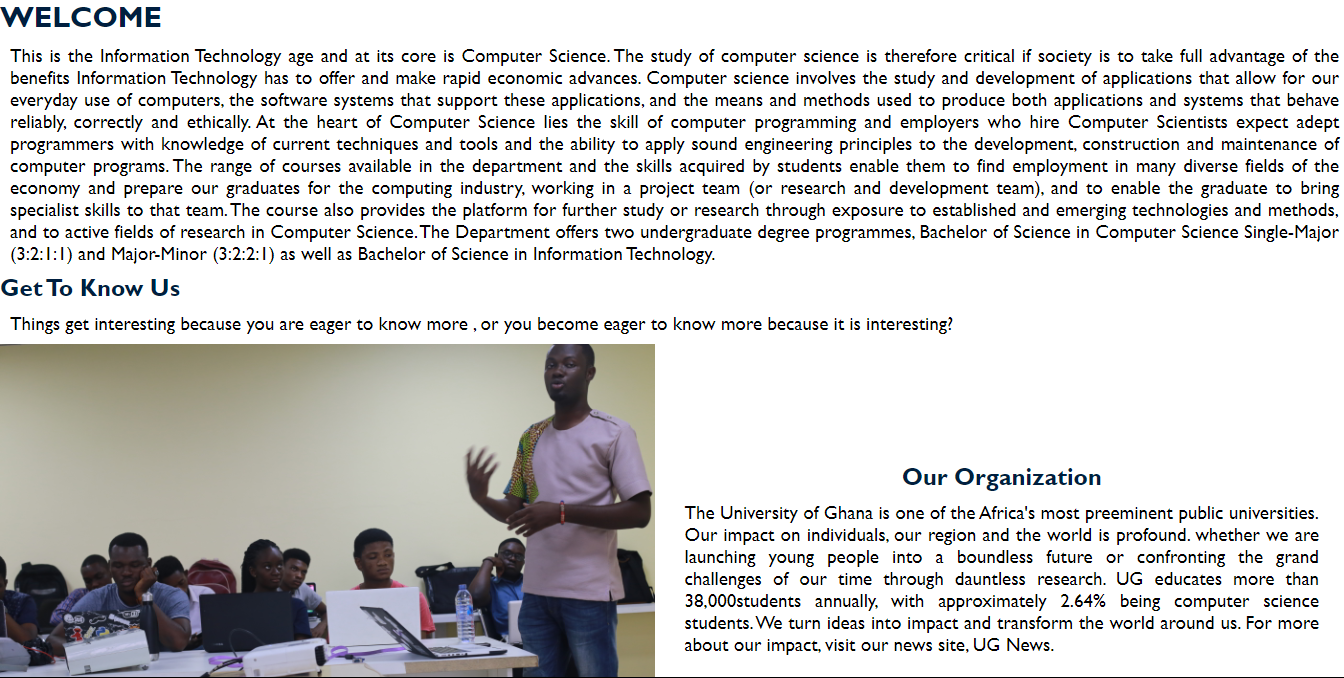 WELCOME
This is the Information Technology age and at its core is Computer Science. The study of computer science is therefore critical if society is to take full advantage of the
benefits Information Technology has to offer and make rapid economic advances. Computer science involves the study and development of applications that allow for our
everyday use of computers, the software systems that support these applications, and the means and methods used to produce both applications and systems that behave
reliably, correctly and ethically. At the heart of Computer Science lies the skill of computer programming and employers who hire Computer Scientists expect adept
programmers with knowledge of current techniques and tools and the ability to apply sound engineering principles to the development, construction and maintenance of
computer programs. The range of courses available in the department and the skills acquired by students enable them to find employment in many diverse fields of the
economy and prepare our graduates for the computing industry, working in a project team (or research and development team), and to enable the graduate to bring
specialist skills to that team. The course also provides the platform for further study or research through exposure to established and emerging technologies and methods,
and to active fields of research in Computer Science. The Department offers two undergraduate degree programmes, Bachelor of Science in Computer Science Single-Major
(3:2:1:1) and Major-Minor (3:2:2:1) as well as Bachelor of Science in Information Technology.
Get To Know Us
Things get interesting because you are eager to know more , or you become eager to know more because it is interesting?
Our Organization
The University of Ghana is one of the Africa's most preeminent public universities.
Our impact on individuals, our region and the world is profound. whether we are
launching young people into a boundless future or confronting the grand
challenges of our time through dauntless research. UG educates more than
38,000students annually, with approximately 2.64% being computer science
students. We turn ideas into impact and transform the world around us. For more
about our impact, visit our news site, UG News.